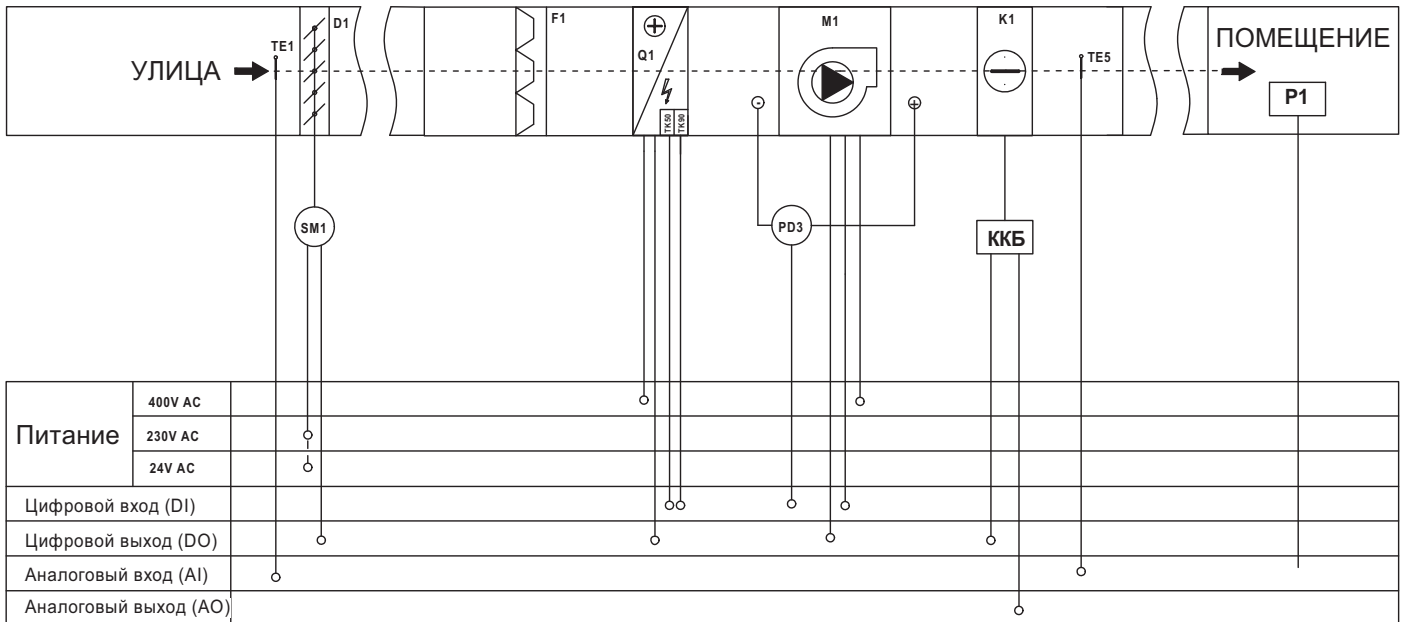 D1
F1
M1
K1
TE1
Q1
TE5
УЛИЦА
ПОМЕЩЕНИЕ
P1
TK50
TK90
-
+
SM1
PD3
ККБ
Питание
400V AC
230V AC
24V AC
Цифровой вход (DI)
Цифровой выход (DO)
Аналоговый вход (AI)
Аналоговый выход (AO)